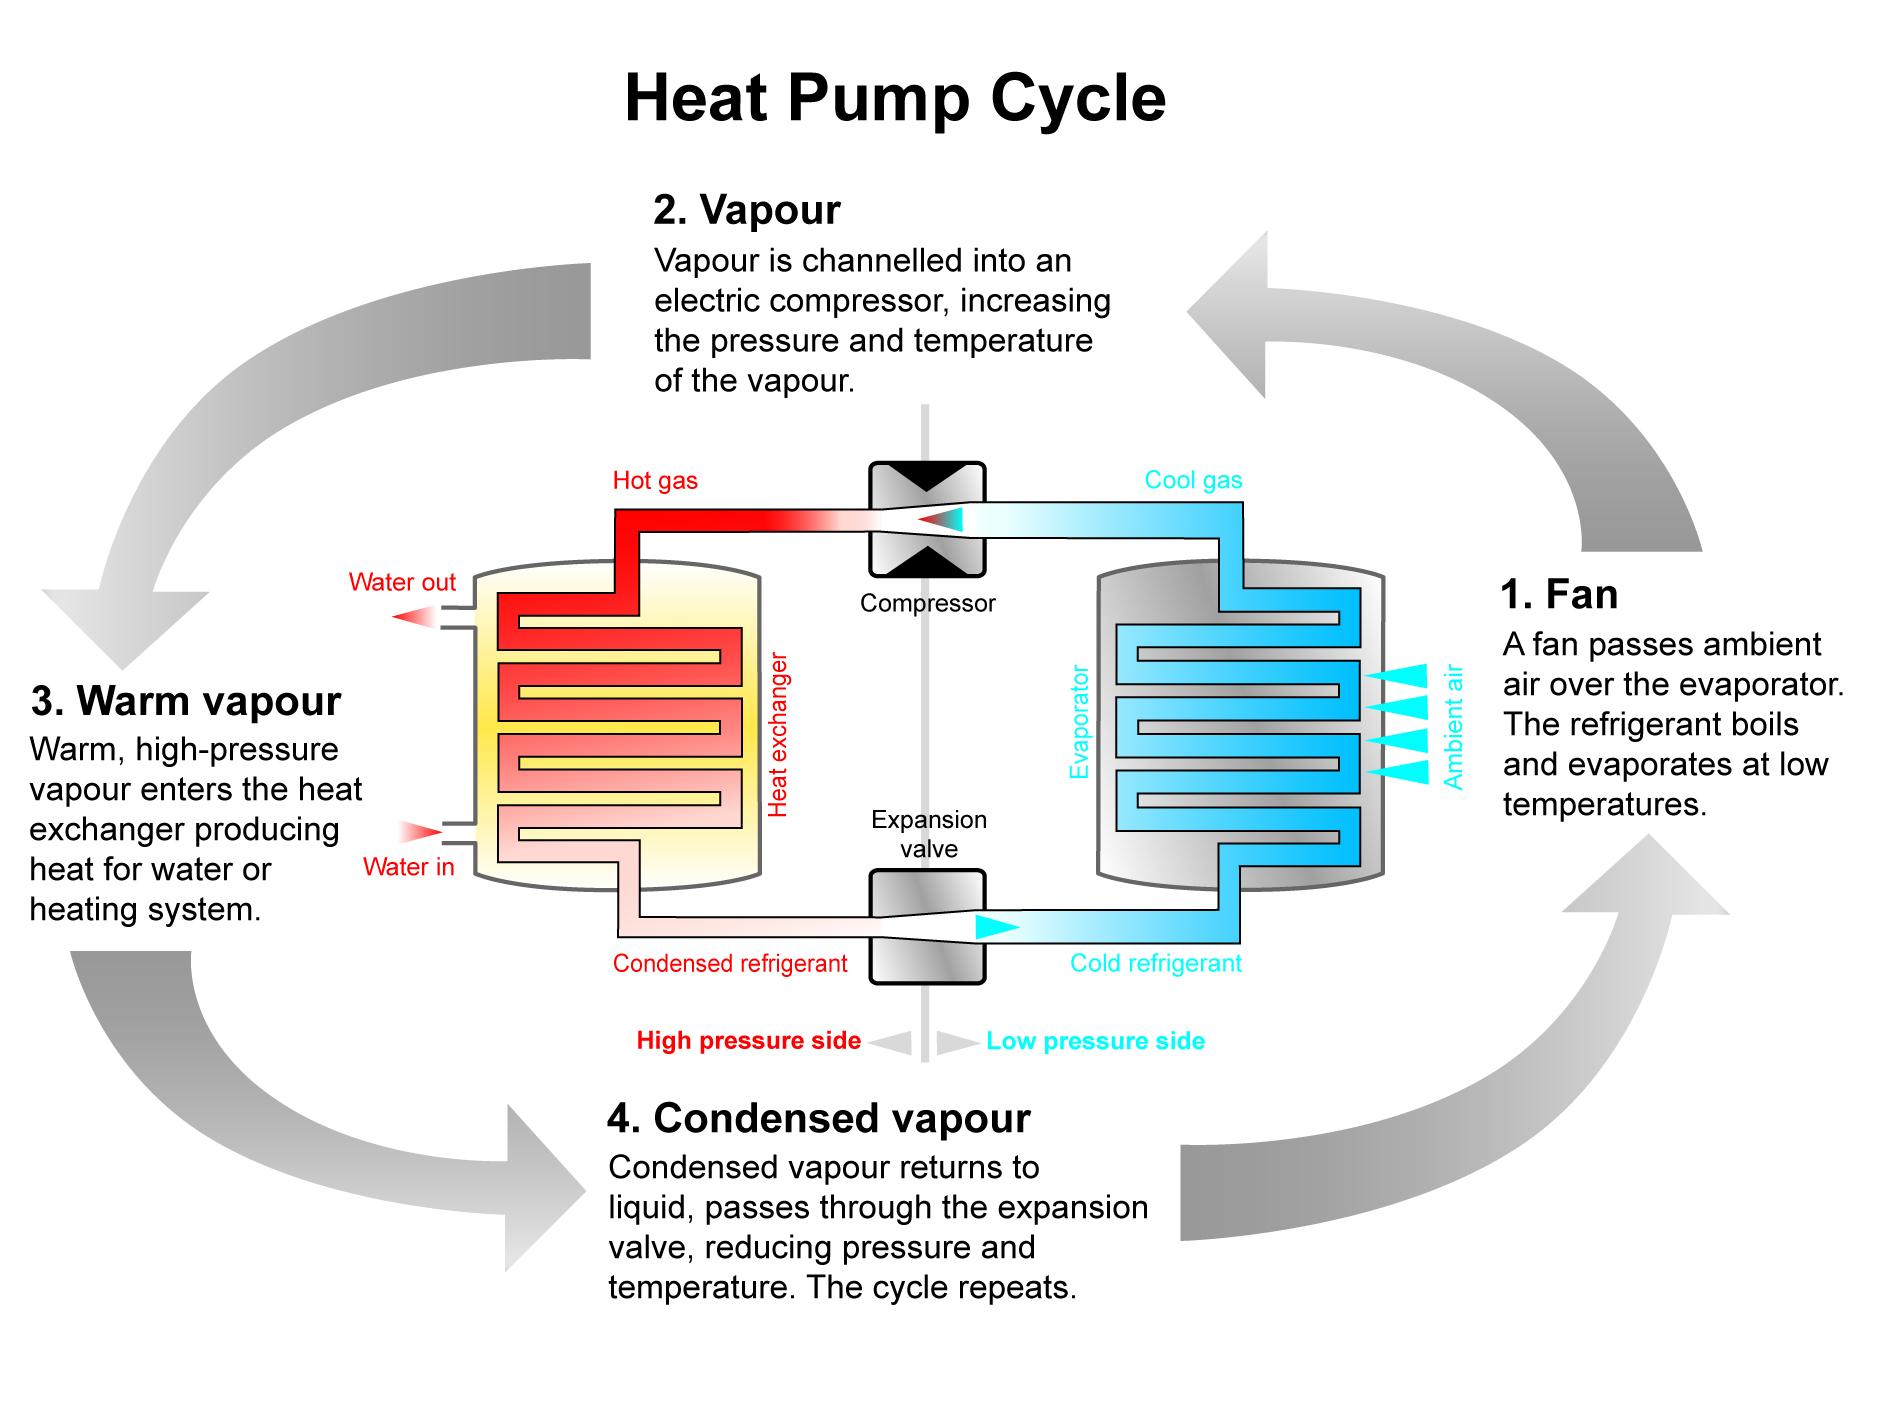 Heat Pump Cycle
2. Vapour
Vapour is channelled into an
electric compressor, increasing
the pressure and temperature
of the vapour.
Hot gas
Cool gas
Compressor
Water out
Water in
Heat exchanger
Evaporator
Ambient air
1. Fan
A fan passes ambient
air over the evaporator.
The refrigerant boils
and evaporates at low
temperatures.
3. Warm vapour
Warm, high-pressure
vapour enters the heat
exchanger producing
heat for water or
heating system.
Expansion
valve
Condensed refrigerant
Cold refrigerant
High pressure side
Low pressure side
4. Condensed vapour
Condensed vapour returns to
liquid, passes through the expansion
valve, reducing pressure and
temperature. The cycle repeats.